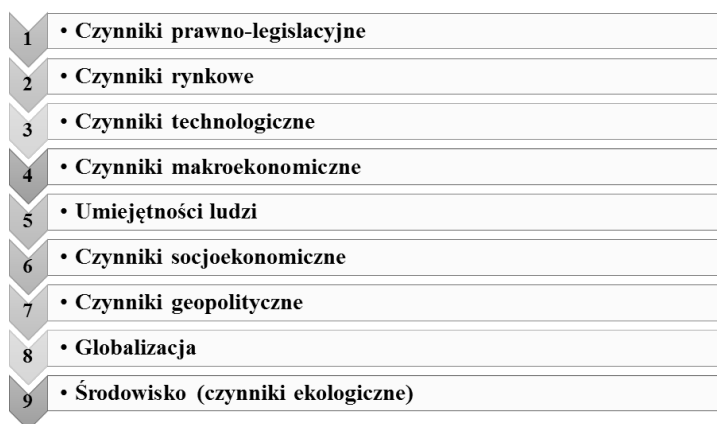 1 • Czynniki prawno-legislacyjne
2 • Czynniki rynkowe
3 • Czynniki technologiczne
4 • Czynniki makroekonomiczne
5 • Umiejętności ludzi
6 • Czynniki socjoekonomiczne
7 • Czynniki geopolityczne
8 • Globalizacja
9 • Środowisko (czynniki ekologiczne)